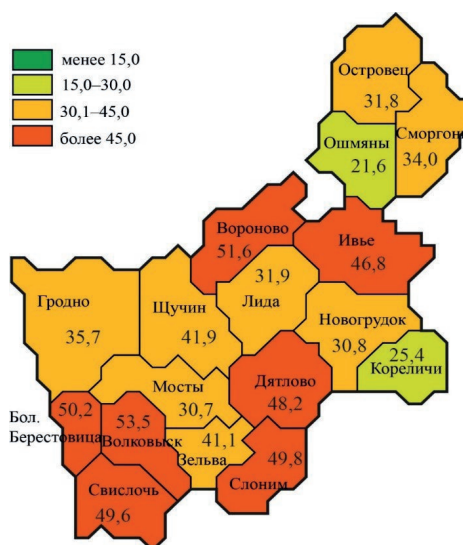 менее 15,0
15,0–30,0
30,1–45,0
более 45,0
Островец
31,8
Сморгонь
34,0
Ошмяны
21,6
Вороново
51,6
Ивье
46,8
31,9
Лида
Гродно
35,7
Щучин
41,9
Новогрудок
30,8
25,4
Кореличи
Мосты
30,7
Дятлово
48,2
Бол.
Берестовица
50,2
53,5
Волковыск
41,1
Зельва
49,8
Слоним
Свислочь
49,6